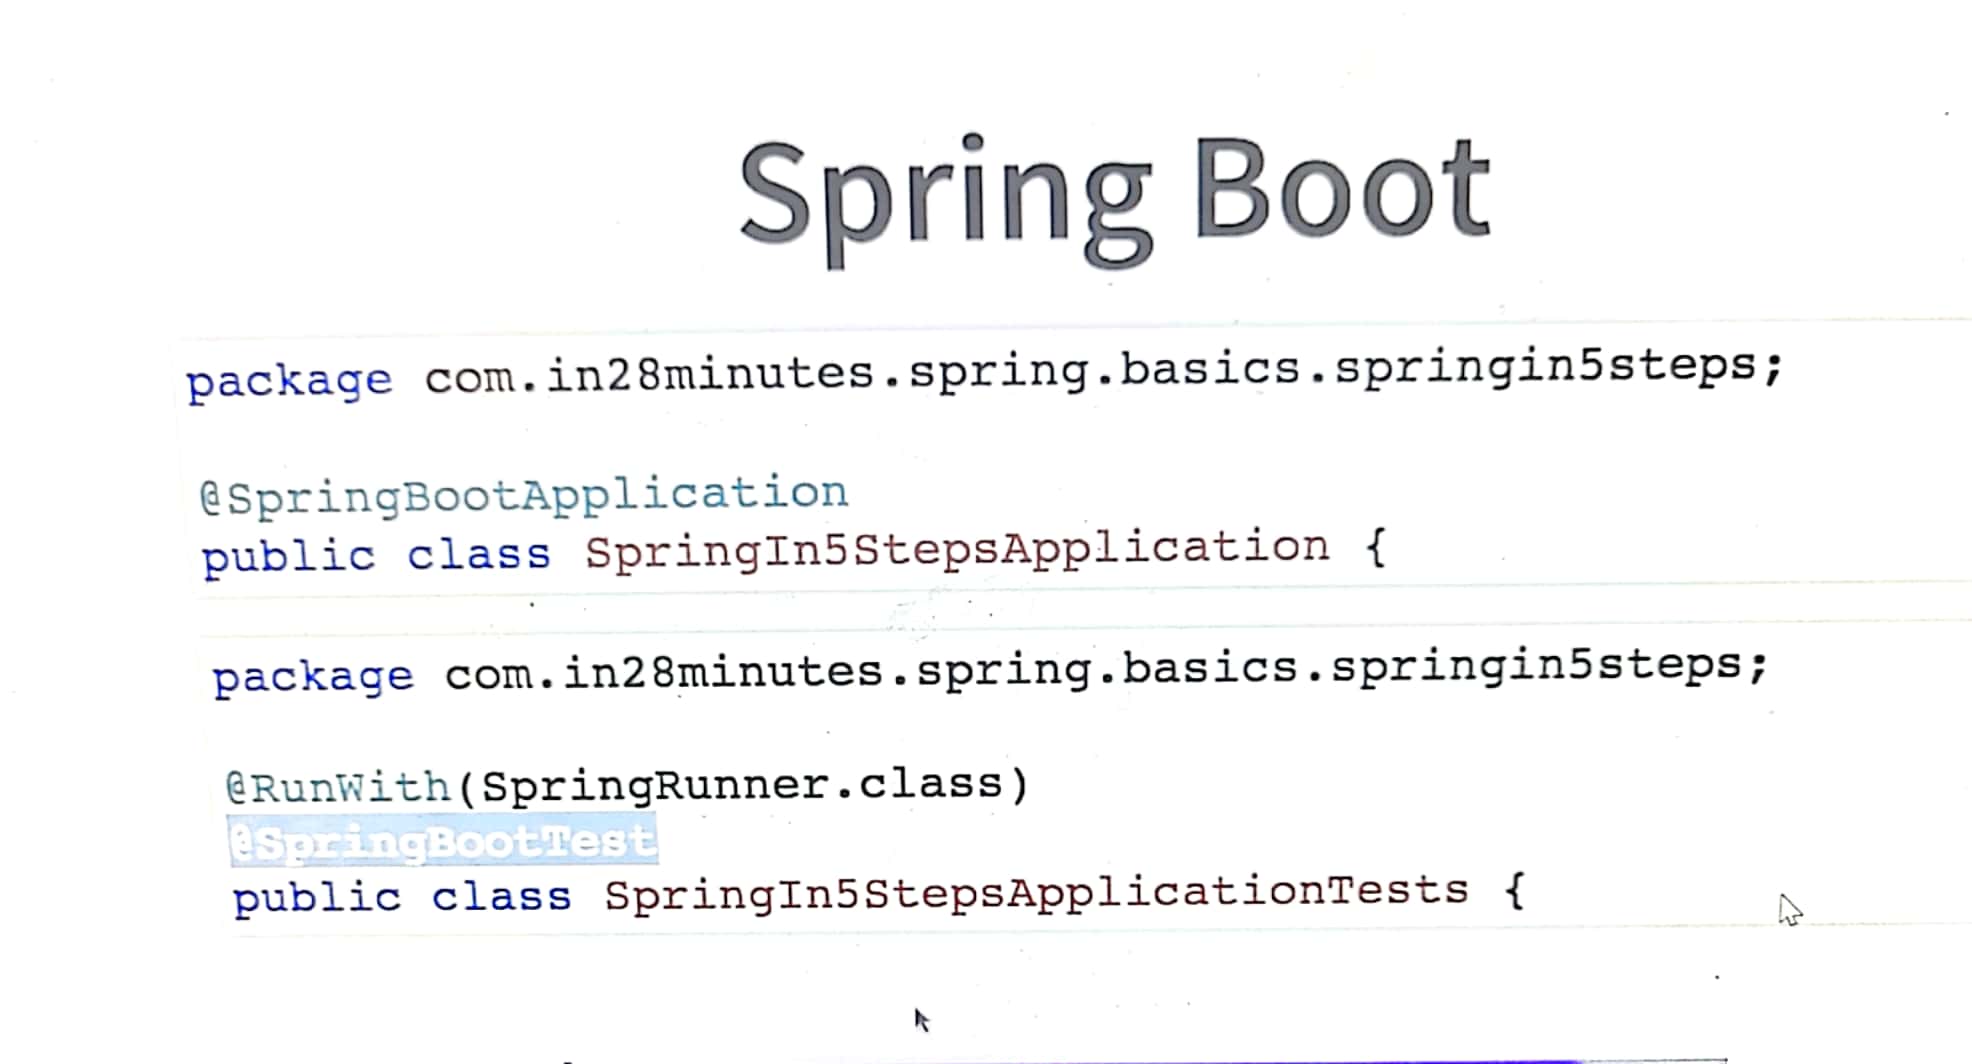 Spring Boot
package com.in28minutes.spring.basics.springin5steps;
@SpringBootApplication
public class SpringIn5StepsApplication {
package com.in28minutes.spring.basics.springin5steps;
@RunWith(SpringRunner.class)
@SpringBootTest
public class SpringIn5StepsApplicationTests {